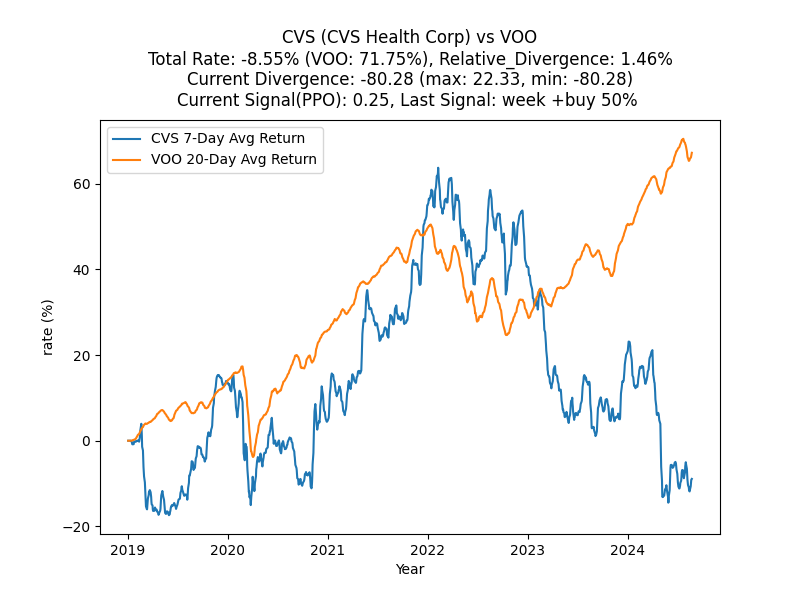 CVS (CVS Health Corp) vs VOO
Total Rate: -8.55% (VOO: 71.75%), Relative_Divergence: 1.46%
Current Divergence: -80.28 (max: 22.33, min: -80.28)
Current Signal(PPO): 0.25, Last Signal: week +buy 50%
CVS 7-Day Avg Return
VOO 20-Day Avg Return
rate (%)
60
40
20
0
−20
2019
2020
2021
2022
2023
2024
Year